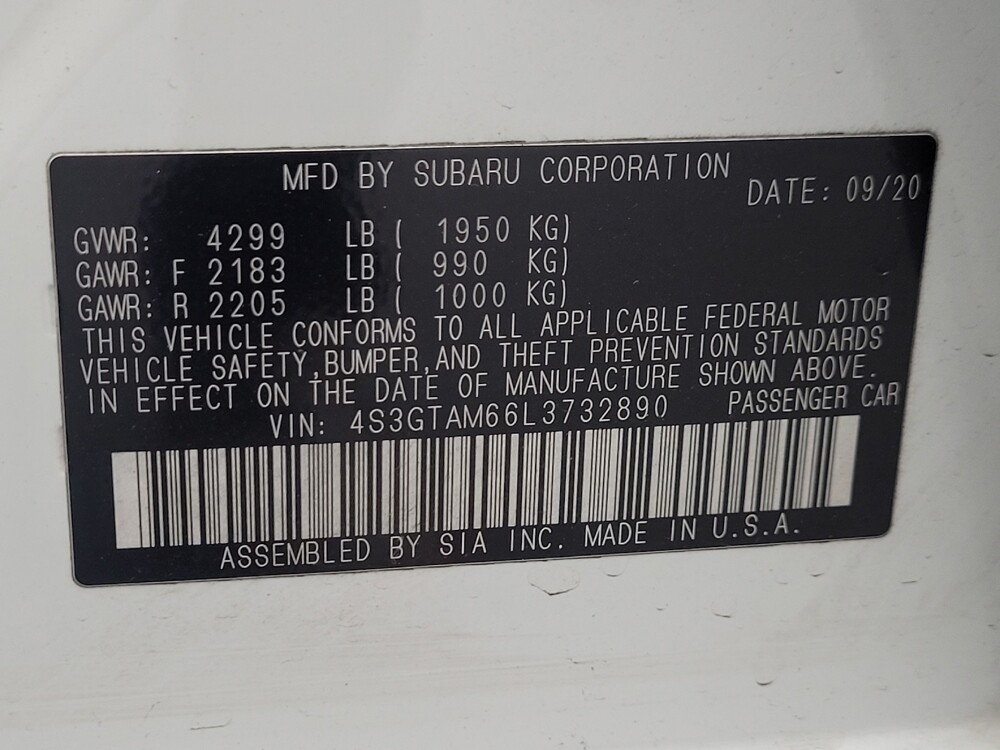 MFD BY SUBARU CORPORATION
DATE: 09/20
GVWR: 4299 LB ( 1950 KG)
GAWR: F 2183 LB ( 990 KG)
GAWR: R 2205 LB ( 1000 KG)
THIS VEHICLE CONFORMS TO ALL APPLICABLE FEDERAL MOTOR
VEHICLE SAFETY,BUMPER,AND THEFT PREVENTION STANDARDS
IN EFFECT ON THE DATE OF MANUFACTURE SHOWN ABOVE.
VIN: 4S3GTAM66L3732890 PASSENGER CAR
ASSEMBLED BY SIA INC. MADE IN U.S.A.